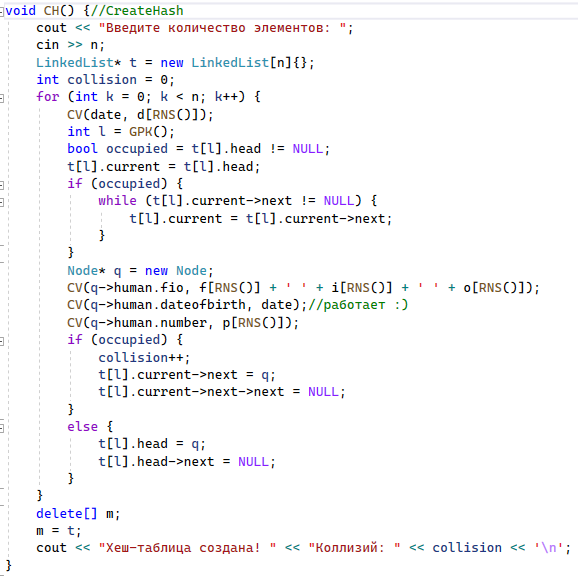 void CH() {//CreateHash
    cout << "Введите количество элементов: ";
    cin >> n;
    LinkedList* t = new LinkedList[n]{};
    int collision = 0;
    for (int k = 0; k < n; k++) {
        CV(date, d[RNS()]);
        int l = GPK();
        bool occupied = t[l].head != NULL;
        t[l].current = t[l].head;
        if (occupied) {
            while (t[l].current->next != NULL) {
                t[l].current = t[l].current->next;
            }
        }
        Node* q = new Node;
        CV(q->human.fio, f[RNS()] + ' ' + i[RNS()] + ' ' + o[RNS()]);
        CV(q->human.dateofbirth, date);//работает :)
        CV(q->human.number, p[RNS()]);
        if (occupied) {
            collision++;
            t[l].current->next = q;
            t[l].current->next->next = NULL;
        }
        else {
            t[l].head = q;
            t[l].head->next = NULL;
        }
    }
    delete[] m;
    m = t;
    cout << "Хеш-таблица создана! " << "Коллизий: " << collision << '\n';
}